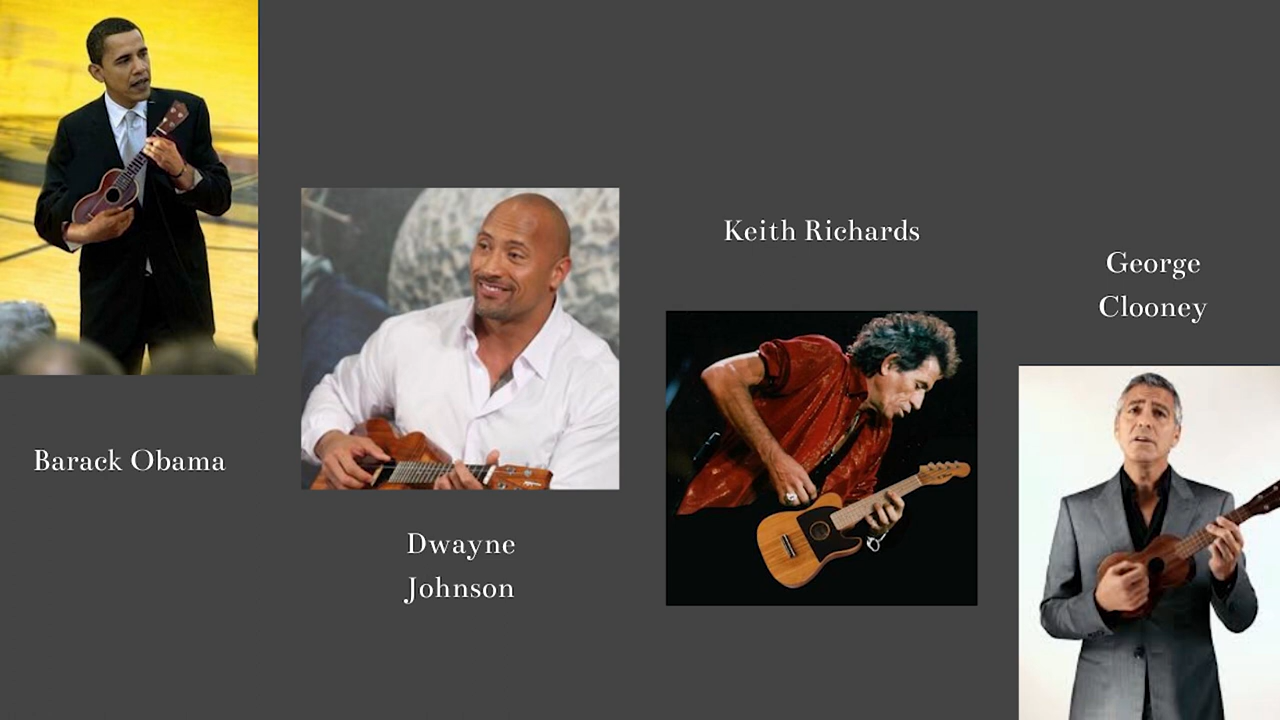 Barack Obama
Dwayne
Johnson
Keith Richards
George
Clooney